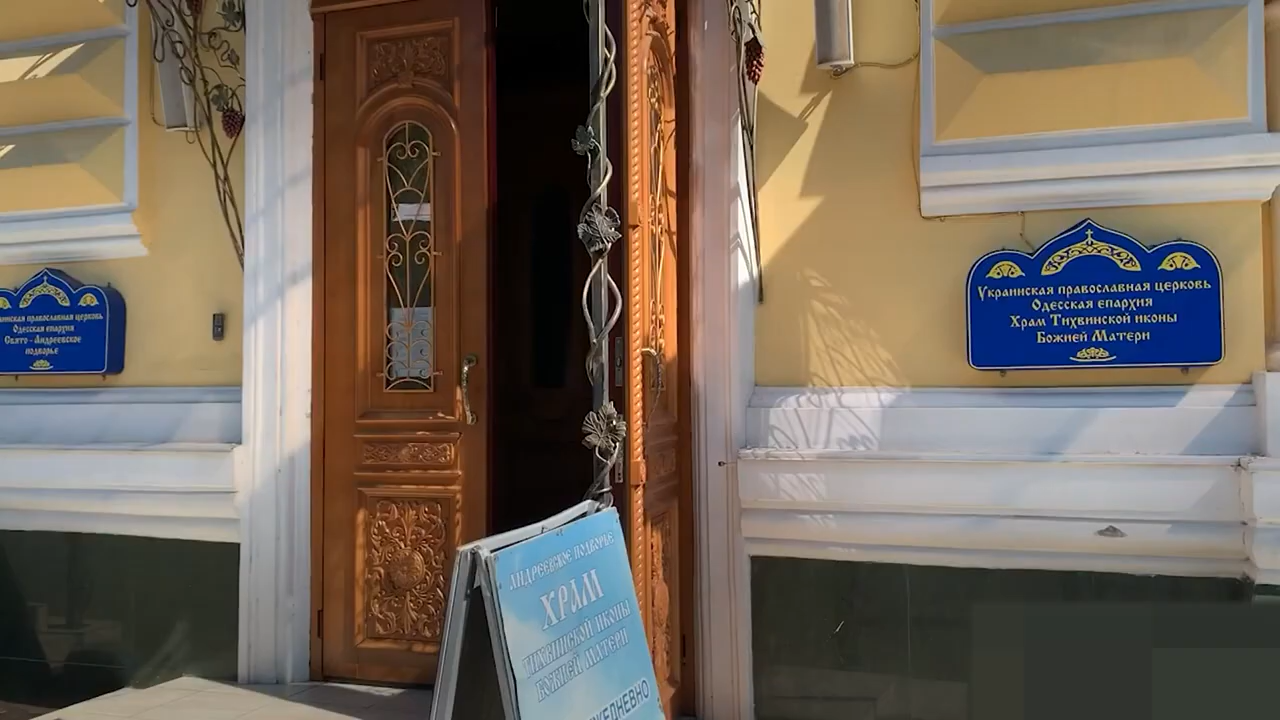 Украинская православная церковь
Одесская епархия
Свято - Андреевское
подворье
Украинская православная церковь
Одесская епархия
Храм Тихвинской иконы
Божией Матери
АНДРЕЕВСКОЕ ПОДВОРЬЕ
ХРАМ
ТИХВИНСКОЙ ИКОНЫ
БОЖИЕЙ МАТЕРИ
ЕЖЕДНЕВНО